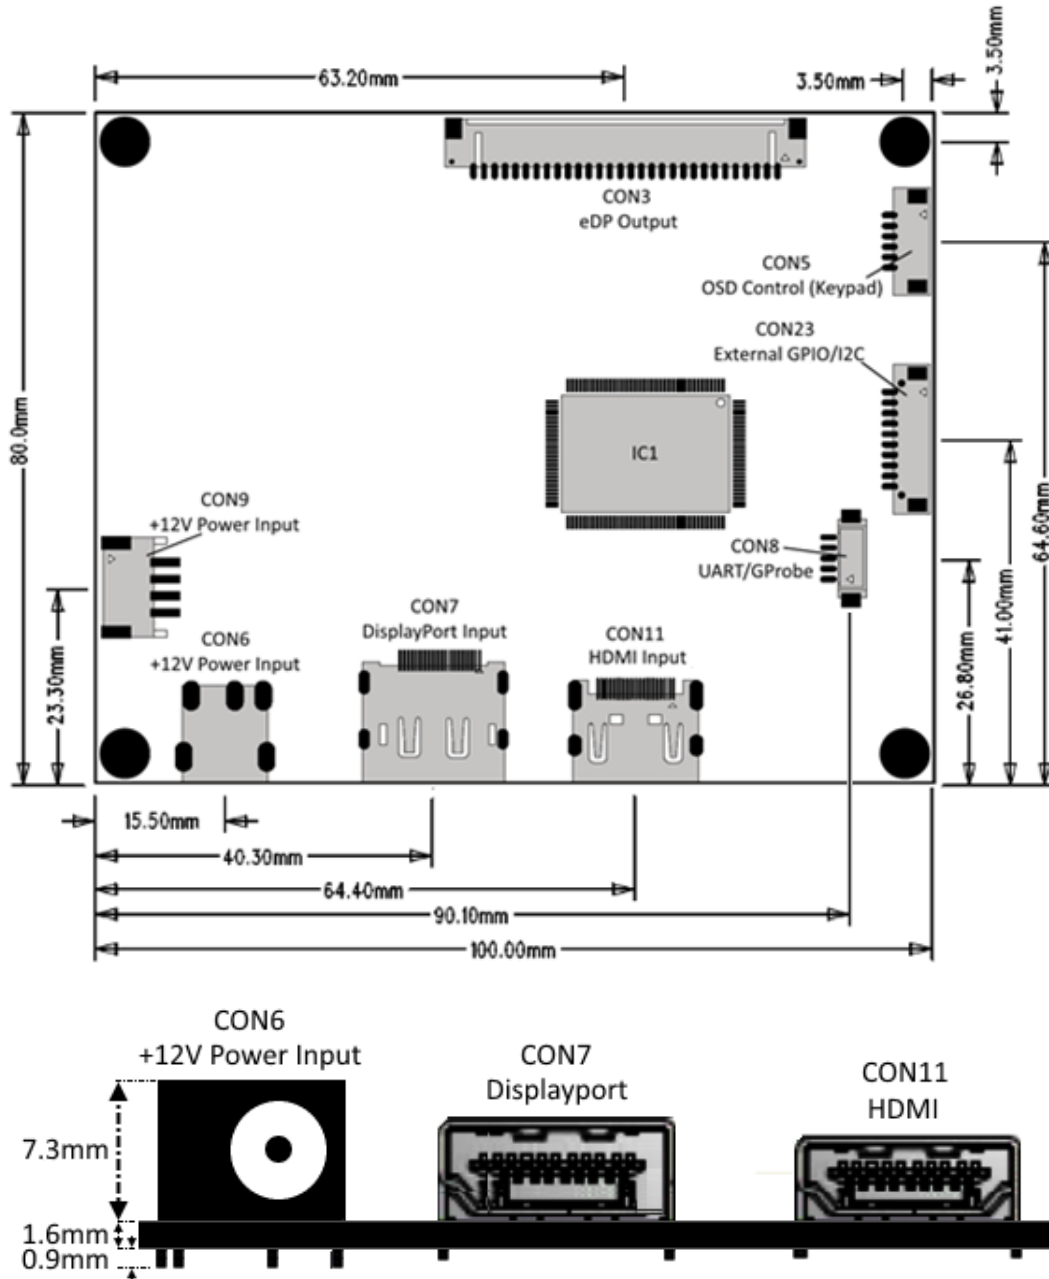 63.20mm
3.50mm
3.50mm
CON3
eDP Output
CON5
OSD Control (Keypad)
CON23
External GPIO/I2C
80.0mm
IC1
64.60mm
CON9
+12V Power Input
CON8
UART/GProbe
41.00mm
CON7
DisplayPort Input
CON11
HDMI Input
CON6
+12V Power Input
23.30mm
26.80mm
15.50mm
40.30mm
64.40mm
90.10mm
100.00mm
CON6
+12V Power Input
CON7
Displayport
CON11
HDMI
7.3mm
1.6mm
0.9mm